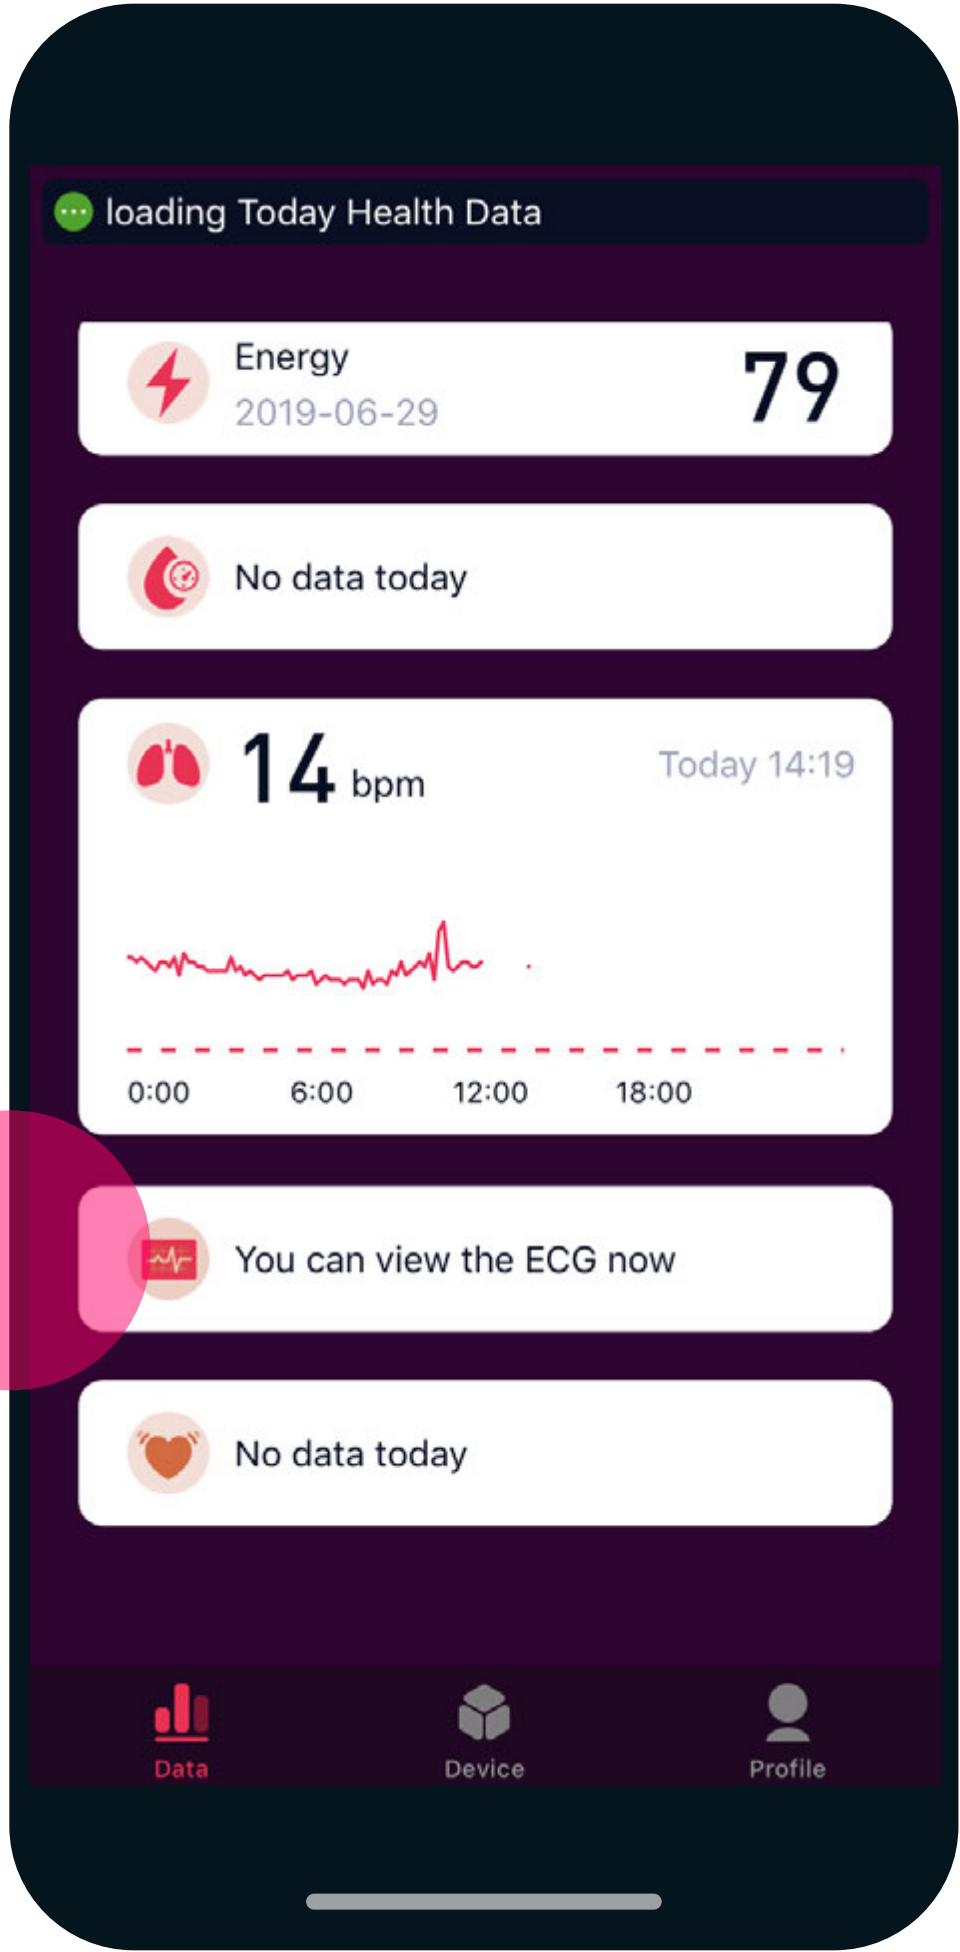 loading Today Health Data
Energy
79
2019-06-29
No data today
14 bpm
Today 14:19
0:00 6:00 12:00 18:00
You can view the ECG now
No data today
Data Device Profile